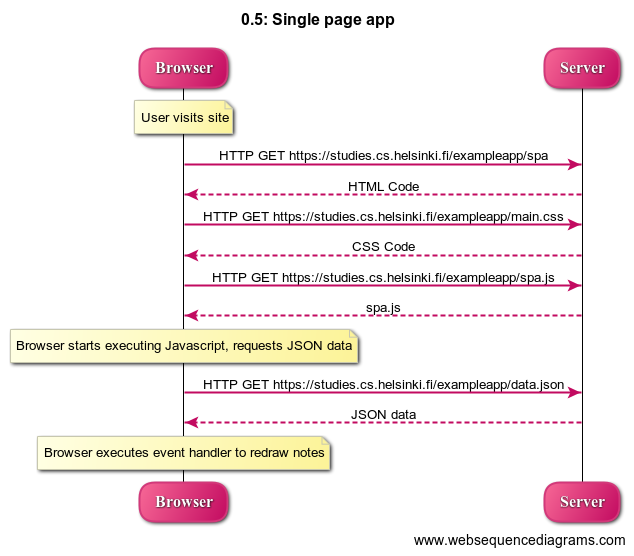 0.5: Single page app
Browser
Server
User visits site
HTTP GET https://studies.cs.helsinki.fi/exampleapp/spa
HTML Code
HTTP GET https://studies.cs.helsinki.fi/exampleapp/main.css
CSS Code
HTTP GET https://studies.cs.helsinki.fi/exampleapp/spa.js
spa.js
Browser starts executing Javascript, requests JSON data
HTTP GET https://studies.cs.helsinki.fi/exampleapp/data.json
JSON data
Browser executes event handler to redraw notes
Browser
Server
www.websequencediagrams.com